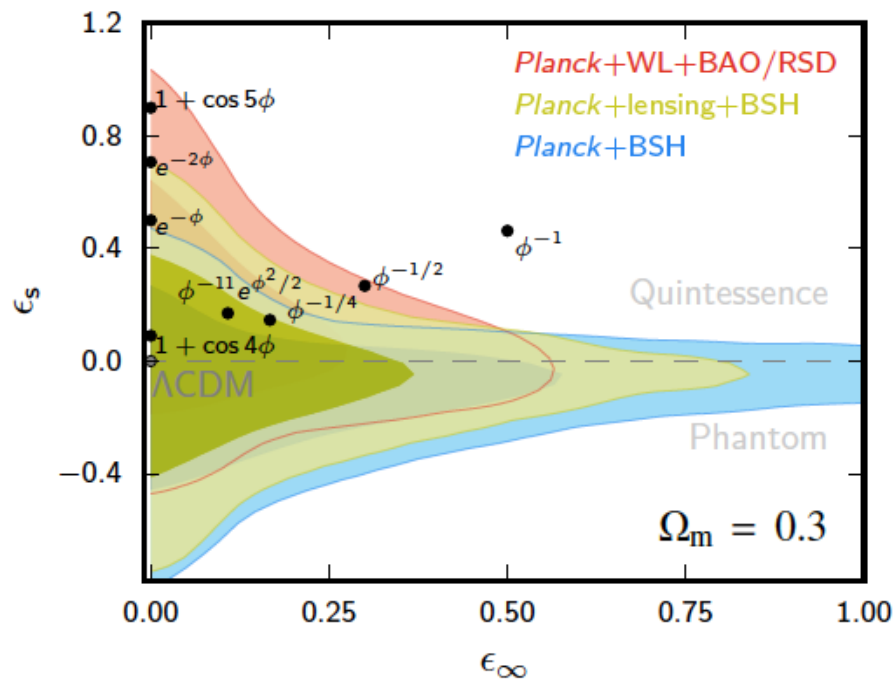 1.2
0.8
0.4
0.0
−0.4
ϵₛ
Planck+WL+BAO/RSD
Planck+lensing+BSH
Planck+BSH
1 + cos 5ϕ
e^{−2ϕ}
e^{−ϕ}
ϕ^{−1}
ϕ^{−1/2}
ϕ^{−11} e^{ϕ²/2}
ϕ^{−1/4}
Quintessence
1 + cos 4ϕ
ΛCDM
Phantom
Ωₘ = 0.3
0.00
0.25
0.50
0.75
1.00
ϵ_∞